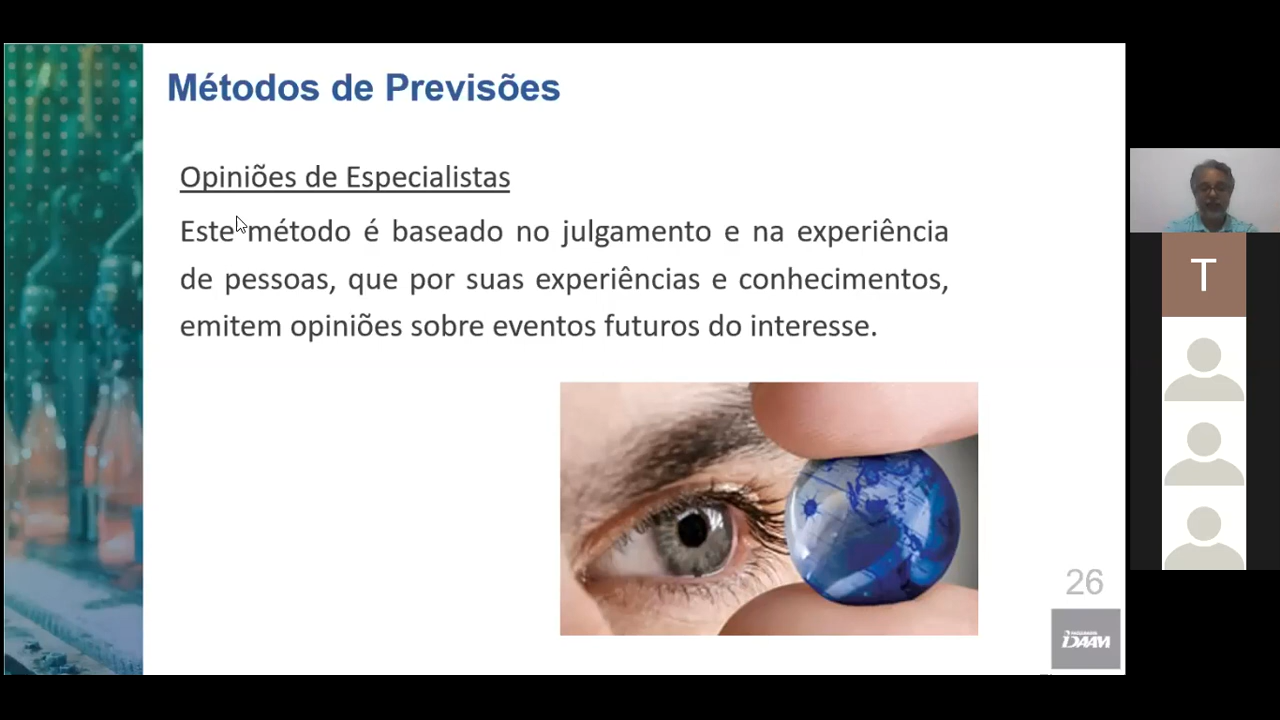 Métodos de Previsões
Opiniões de Especialistas
Este método é baseado no julgamento e na experiência
de pessoas, que por suas experiências e conhecimentos,
emitem opiniões sobre eventos futuros do interesse.
T
26
IDAAM